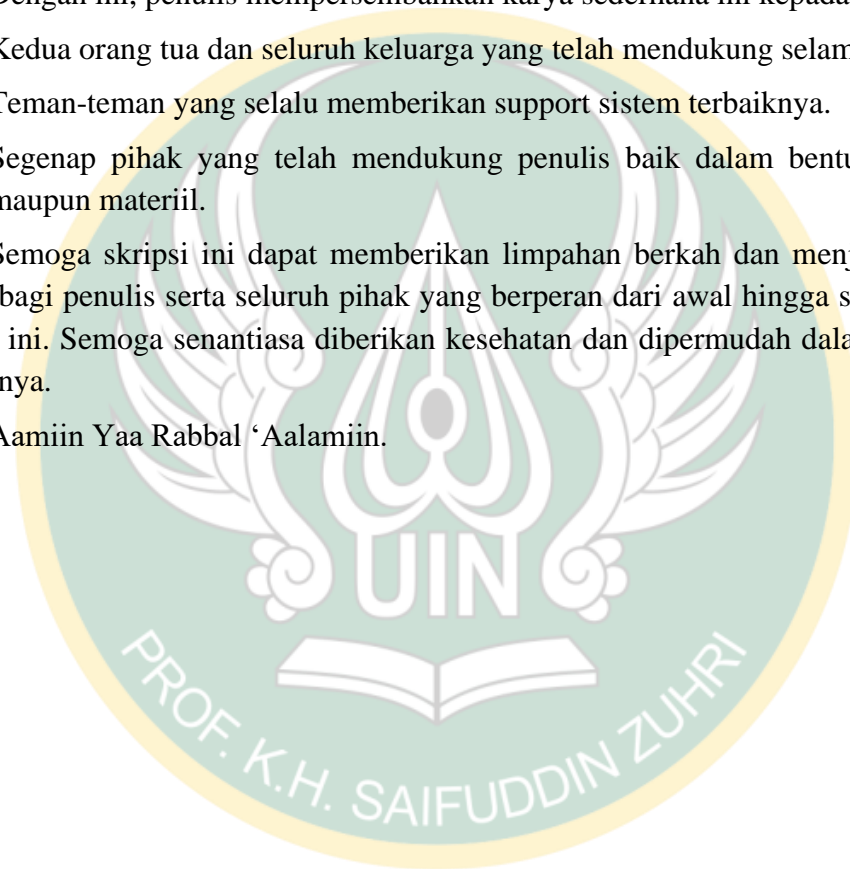 Dengan ini, penulis mempersembahkan karya sederhana ini kepada
Kedua orang tua dan seluruh keluarga yang telah mendukung selam
Teman-teman yang selalu memberikan support sistem terbaiknya.
Segenap pihak yang telah mendukung penulis baik dalam bentu
maupun materiil.
Semoga skripsi ini dapat memberikan limpahan berkah dan menj
bagi penulis serta seluruh pihak yang berperan dari awal hingga s
ini. Semoga senantiasa diberikan kesehatan dan dipermudah dala
nya.
Aamiin Yaa Rabbal ‘Aalamiin.
UIN
PROF. K.H. SAIFUDDIN ZUHRI